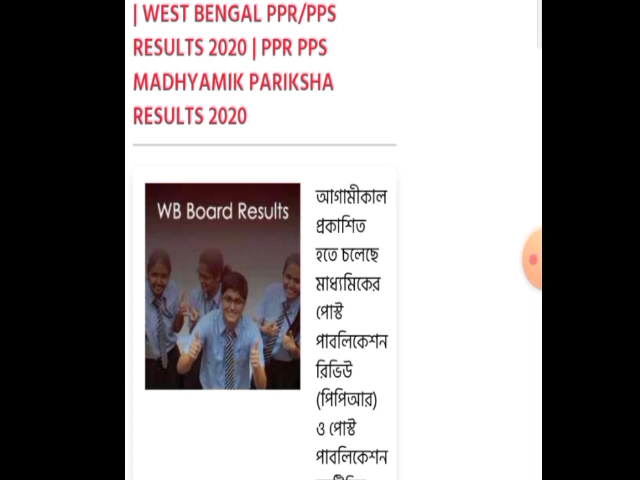 | WEST BENGAL PPR/PPS
RESULTS 2020 | PPR PPS
MADHYAMIK PARIKSHA
RESULTS 2020
WB Board Results
আগামীকাল
প্রকাশিত
হতে চলেছে
মাধ্যমিকের
পোস্ট
পাবলিকেশন
রিভিউ
(পিপিআর)
ও পোস্ট
পাবলিকেশন